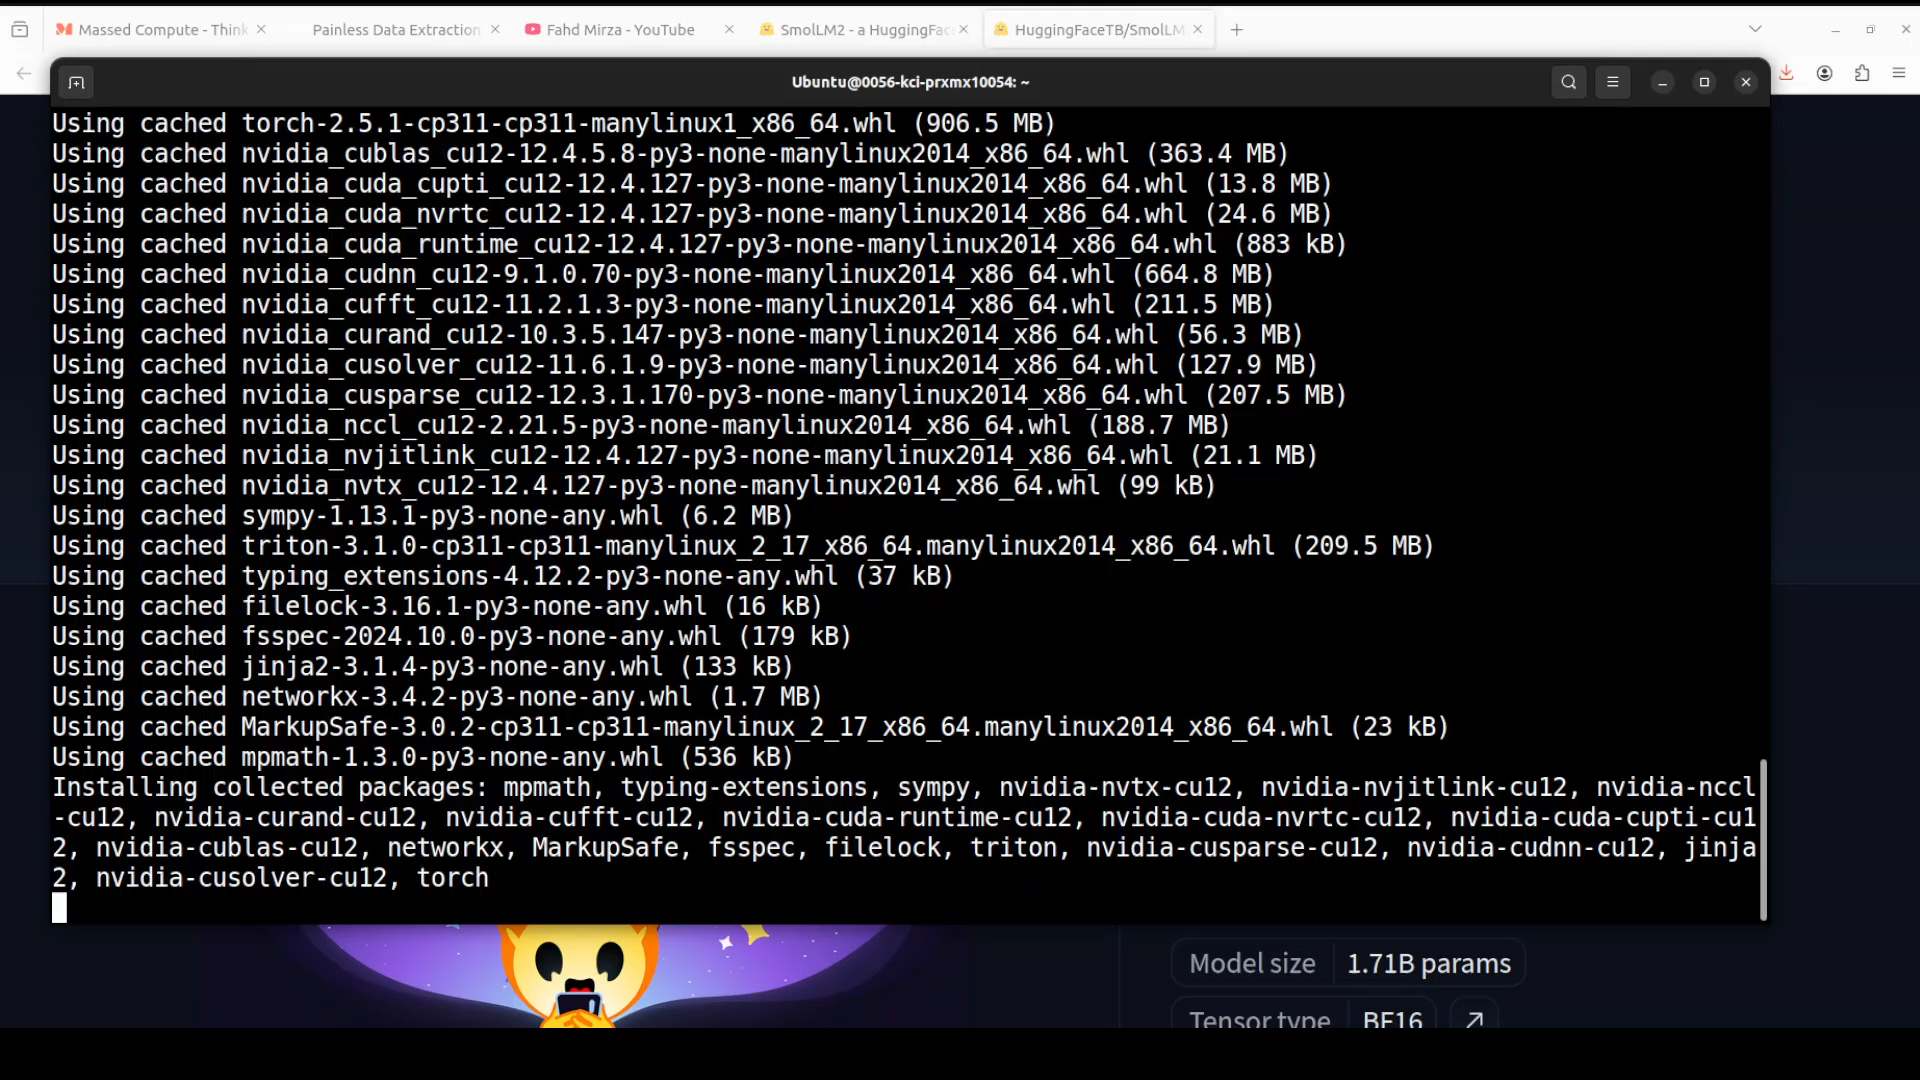 Massed Compute - Think
Painless Data Extraction
Fahd Mirza - YouTube
SmolLM2 - a HuggingFac
HuggingFaceTB/SmolLM
Ubuntu@0056-kci-prxmx10054: ~
Using cached torch-2.5.1-cp311-cp311-manylinux1_x86_64.whl (906.5 MB)
Using cached nvidia_cublas_cu12-12.4.5.8-py3-none-manylinux2014_x86_64.whl (363.4 MB)
Using cached nvidia_cuda_cupti_cu12-12.4.127-py3-none-manylinux2014_x86_64.whl (13.8 MB)
Using cached nvidia_cuda_nvrtc_cu12-12.4.127-py3-none-manylinux2014_x86_64.whl (24.6 MB)
Using cached nvidia_cuda_runtime_cu12-12.4.127-py3-none-manylinux2014_x86_64.whl (883 kB)
Using cached nvidia_cudnn_cu12-9.1.0.70-py3-none-manylinux2014_x86_64.whl (664.8 MB)
Using cached nvidia_cufft_cu12-11.2.1.3-py3-none-manylinux2014_x86_64.whl (211.5 MB)
Using cached nvidia_curand_cu12-10.3.5.147-py3-none-manylinux2014_x86_64.whl (56.3 MB)
Using cached nvidia_cusolver_cu12-11.6.1.9-py3-none-manylinux2014_x86_64.whl (127.9 MB)
Using cached nvidia_cusparse_cu12-12.3.1.170-py3-none-manylinux2014_x86_64.whl (207.5 MB)
Using cached nvidia_nccl_cu12-2.21.5-py3-none-manylinux2014_x86_64.whl (188.7 MB)
Using cached nvidia_nvjitlink_cu12-12.4.127-py3-none-manylinux2014_x86_64.whl (21.1 MB)
Using cached nvidia_nvtx_cu12-12.4.127-py3-none-manylinux2014_x86_64.whl (99 kB)
Using cached sympy-1.13.1-py3-none-any.whl (6.2 MB)
Using cached triton-3.1.0-cp311-cp311-manylinux_2_17_x86_64.manylinux2014_x86_64.whl (209.5 MB)
Using cached typing_extensions-4.12.2-py3-none-any.whl (37 kB)
Using cached filelock-3.16.1-py3-none-any.whl (16 kB)
Using cached fsspec-2024.10.0-py3-none-any.whl (179 kB)
Using cached jinja2-3.1.4-py3-none-any.whl (133 kB)
Using cached networkx-3.4.2-py3-none-any.whl (1.7 MB)
Using cached MarkupSafe-3.0.2-cp311-cp311-manylinux_2_17_x86_64.manylinux2014_x86_64.whl (23 kB)
Using cached mpmath-1.3.0-py3-none-any.whl (536 kB)
Installing collected packages: mpmath, typing-extensions, sympy, nvidia-nvtx-cu12, nvidia-nvjitlink-cu12, nvidia-nccl
-cu12, nvidia-curand-cu12, nvidia-cufft-cu12, nvidia-cuda-runtime-cu12, nvidia-cuda-nvrtc-cu12, nvidia-cuda-cupti-cu1
2, nvidia-cublas-cu12, networkx, MarkupSafe, fsspec, filelock, triton, nvidia-cusparse-cu12, nvidia-cudnn-cu12, jinja
2, nvidia-cusolver-cu12, torch
Model size 1.71B params
Tensor type BF16